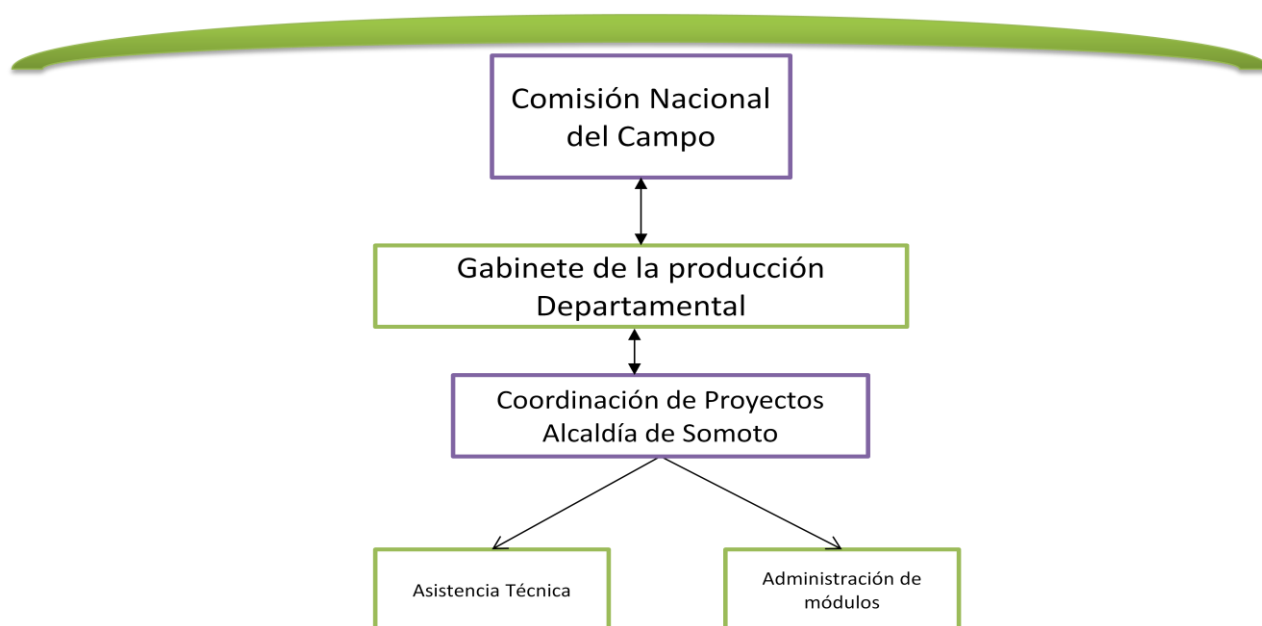 Comisión Nacional
del Campo
Gabinete de la producción
Departamental
Coordinación de Proyectos
Alcaldía de Somoto
Asistencia Técnica
Administración de
módulos